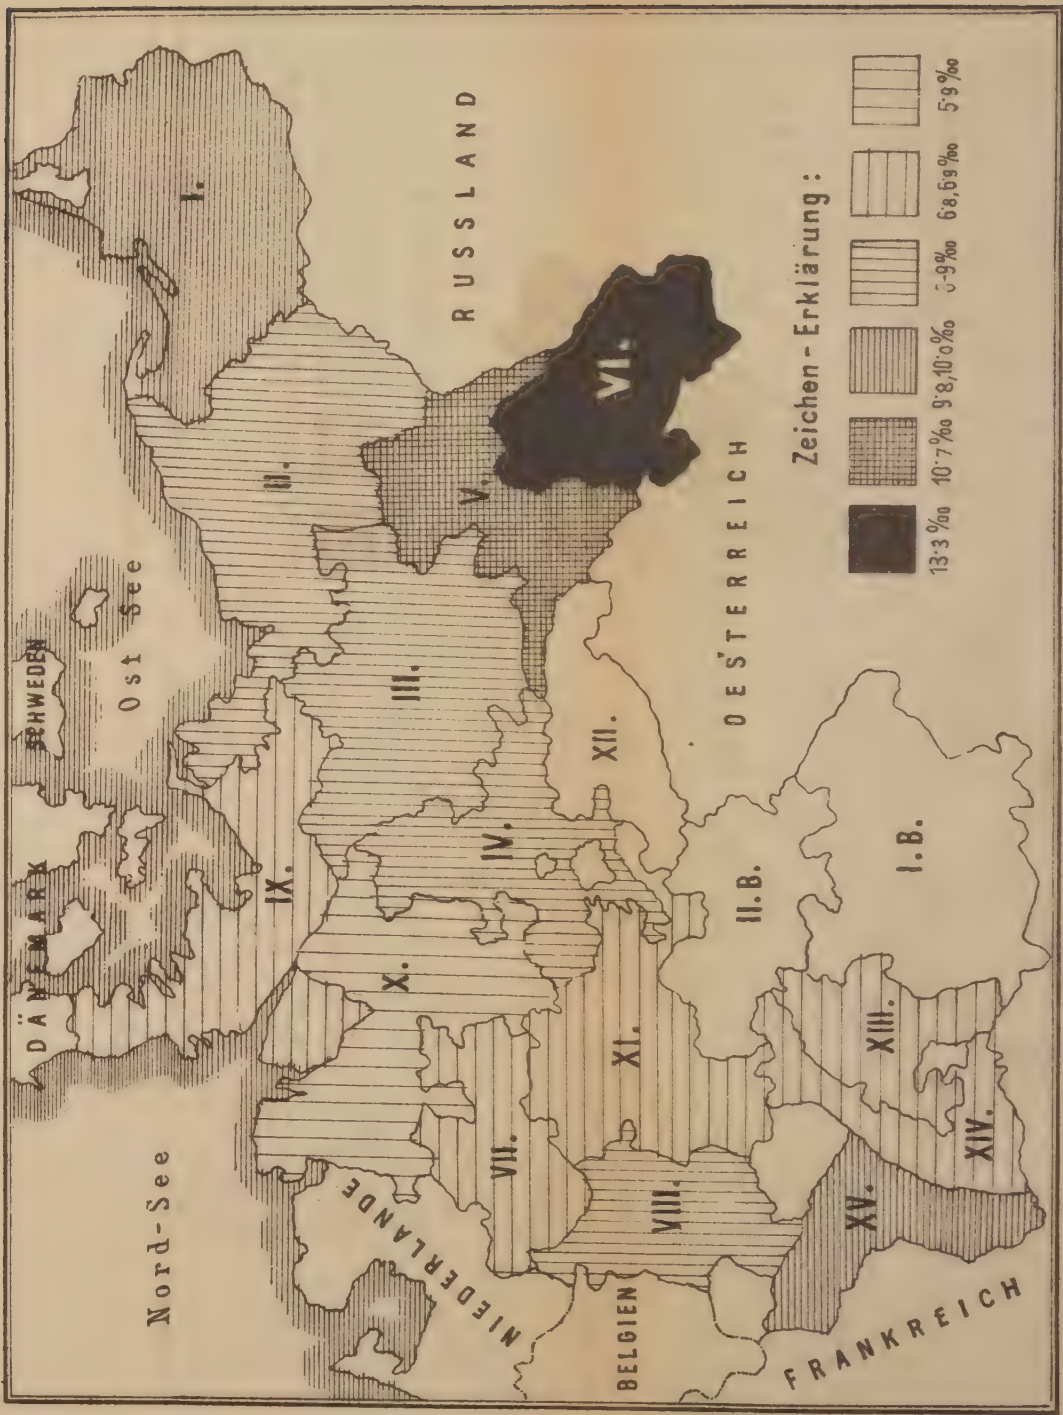 DÄNEMARK
SCHWEDEN
Nord-See
Ost See
RUSSLAND
NIEDERLANDE
BELGIEN
FRANKREICH
OESTERREICH
I.
II.
III.
IV.
V.
VI.
VII.
VIII.
IX.
X.
XI.
XII.
XIII.
XIV.
XV.
I.B.
II.B.
Zeichen-Erklärung:
13·3‰
10·7‰
9·8,10·0‰
-9‰
6·8,6·9‰
5·9‰